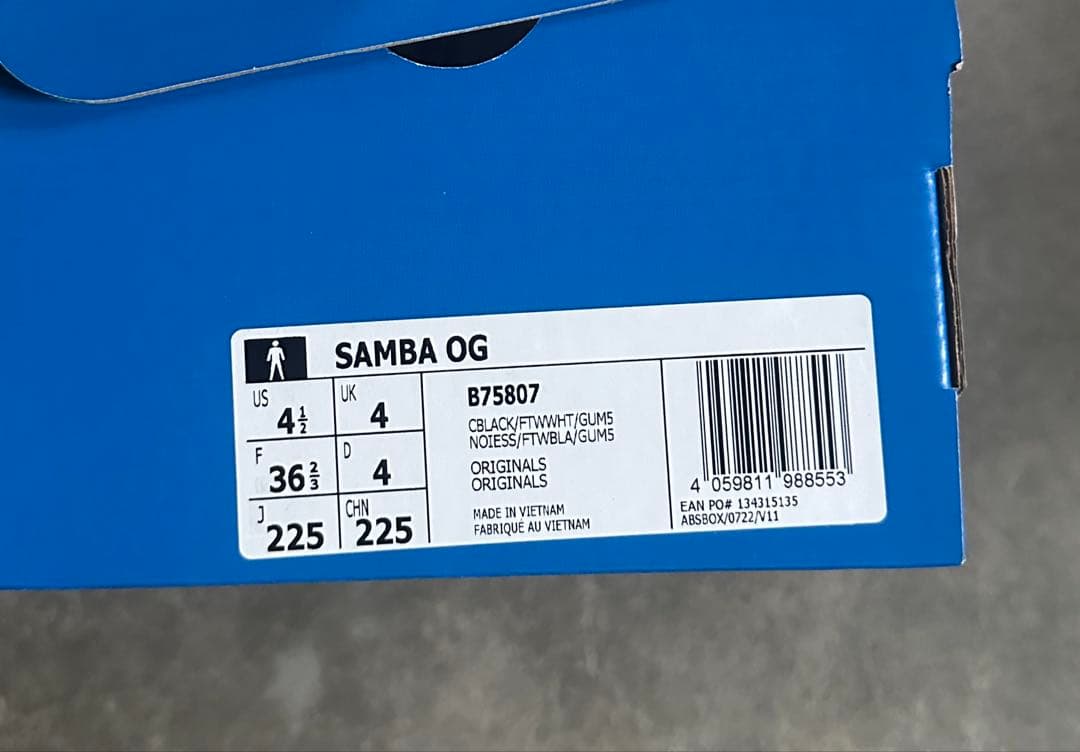 SAMBA OG
US 4½
UK 4
F 36⅔
D 4
J 225
CHN 225
B75807
CBLACK/FTWWHT/GUM5
NOIESS/FTWBLA/GUM5
ORIGINALS
ORIGINALS
MADE IN VIETNAM
FABRIQUÉ AU VIETNAM
4 059811 988553
EAN PO# 134315135
ABSBOX/0722/V11